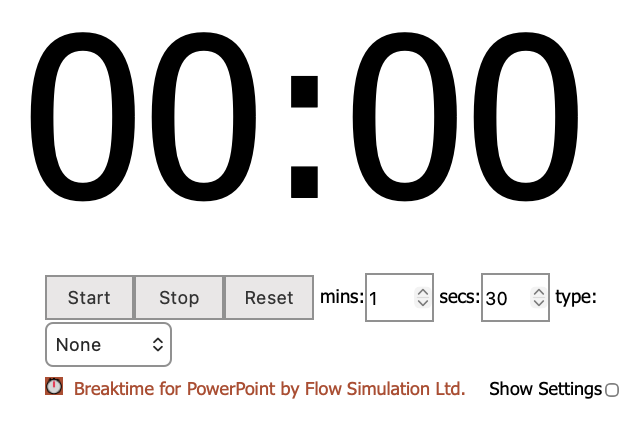 00:00
Start Stop Reset mins: 1 secs: 30 type:
None
Breaktime for PowerPoint by Flow Simulation Ltd. Show Settings